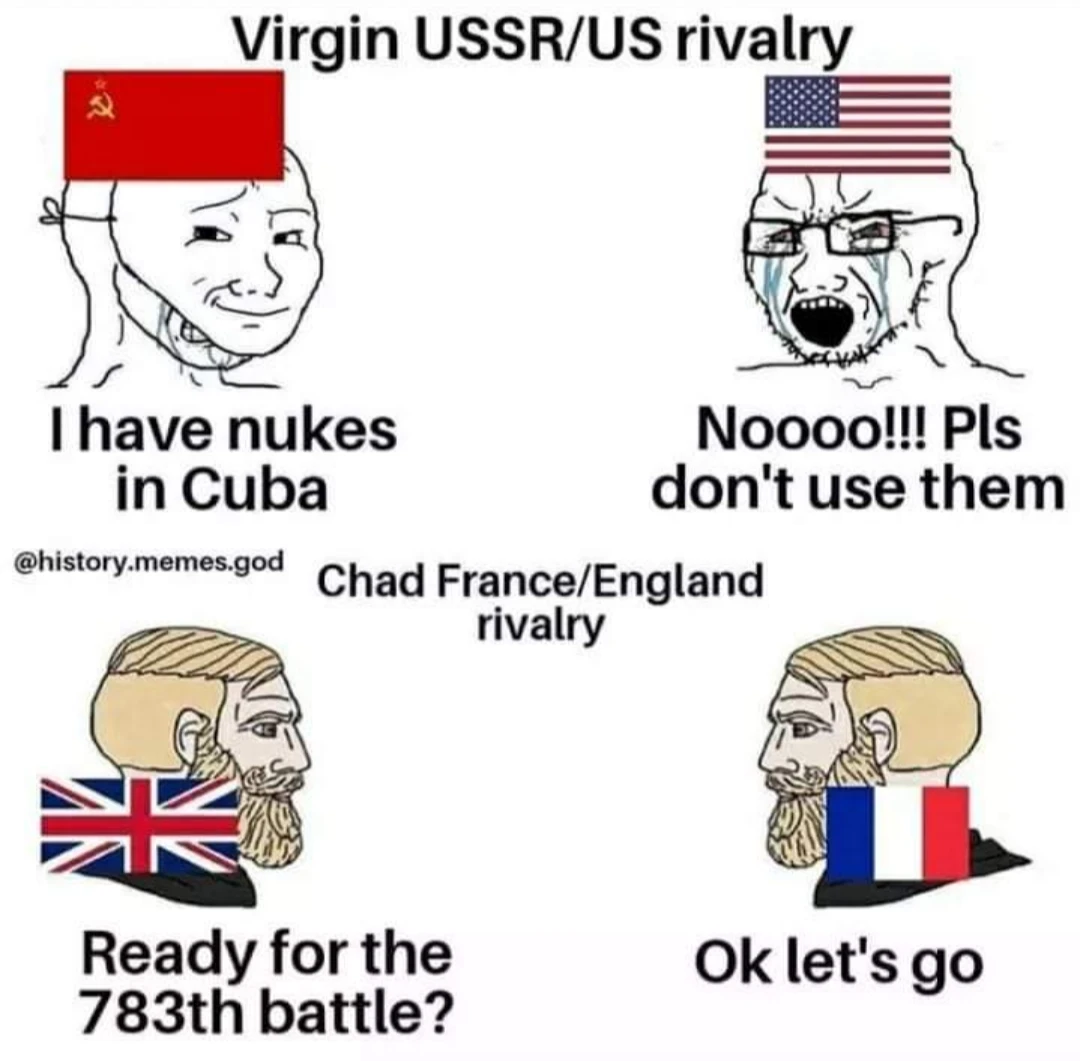 Virgin USSR/US rivalry
I have nukes
in Cuba
Noooo!!! Pls
don't use them
@history.memes.god
Chad France/England
rivalry
Ready for the
783th battle?
Ok let's go